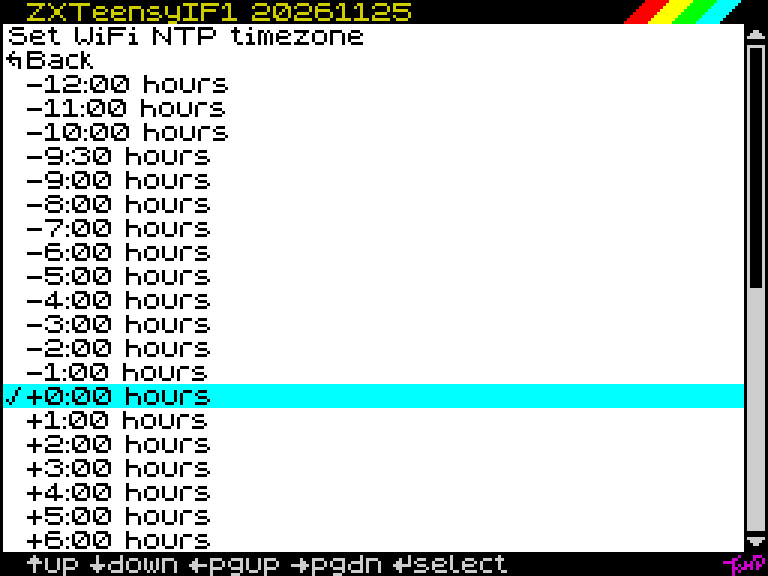 ZXTeensyIF1 20261125
Set WiFi NTP timezone
↰Back
-12:00 hours
-11:00 hours
-10:00 hours
-9:30 hours
-9:00 hours
-8:00 hours
-7:00 hours
-6:00 hours
-5:00 hours
-4:00 hours
-3:00 hours
-2:00 hours
-1:00 hours
✓+0:00 hours
+1:00 hours
+2:00 hours
+3:00 hours
+4:00 hours
+5:00 hours
+6:00 hours
↑up ↓down ←pgup →pgdn ↵select